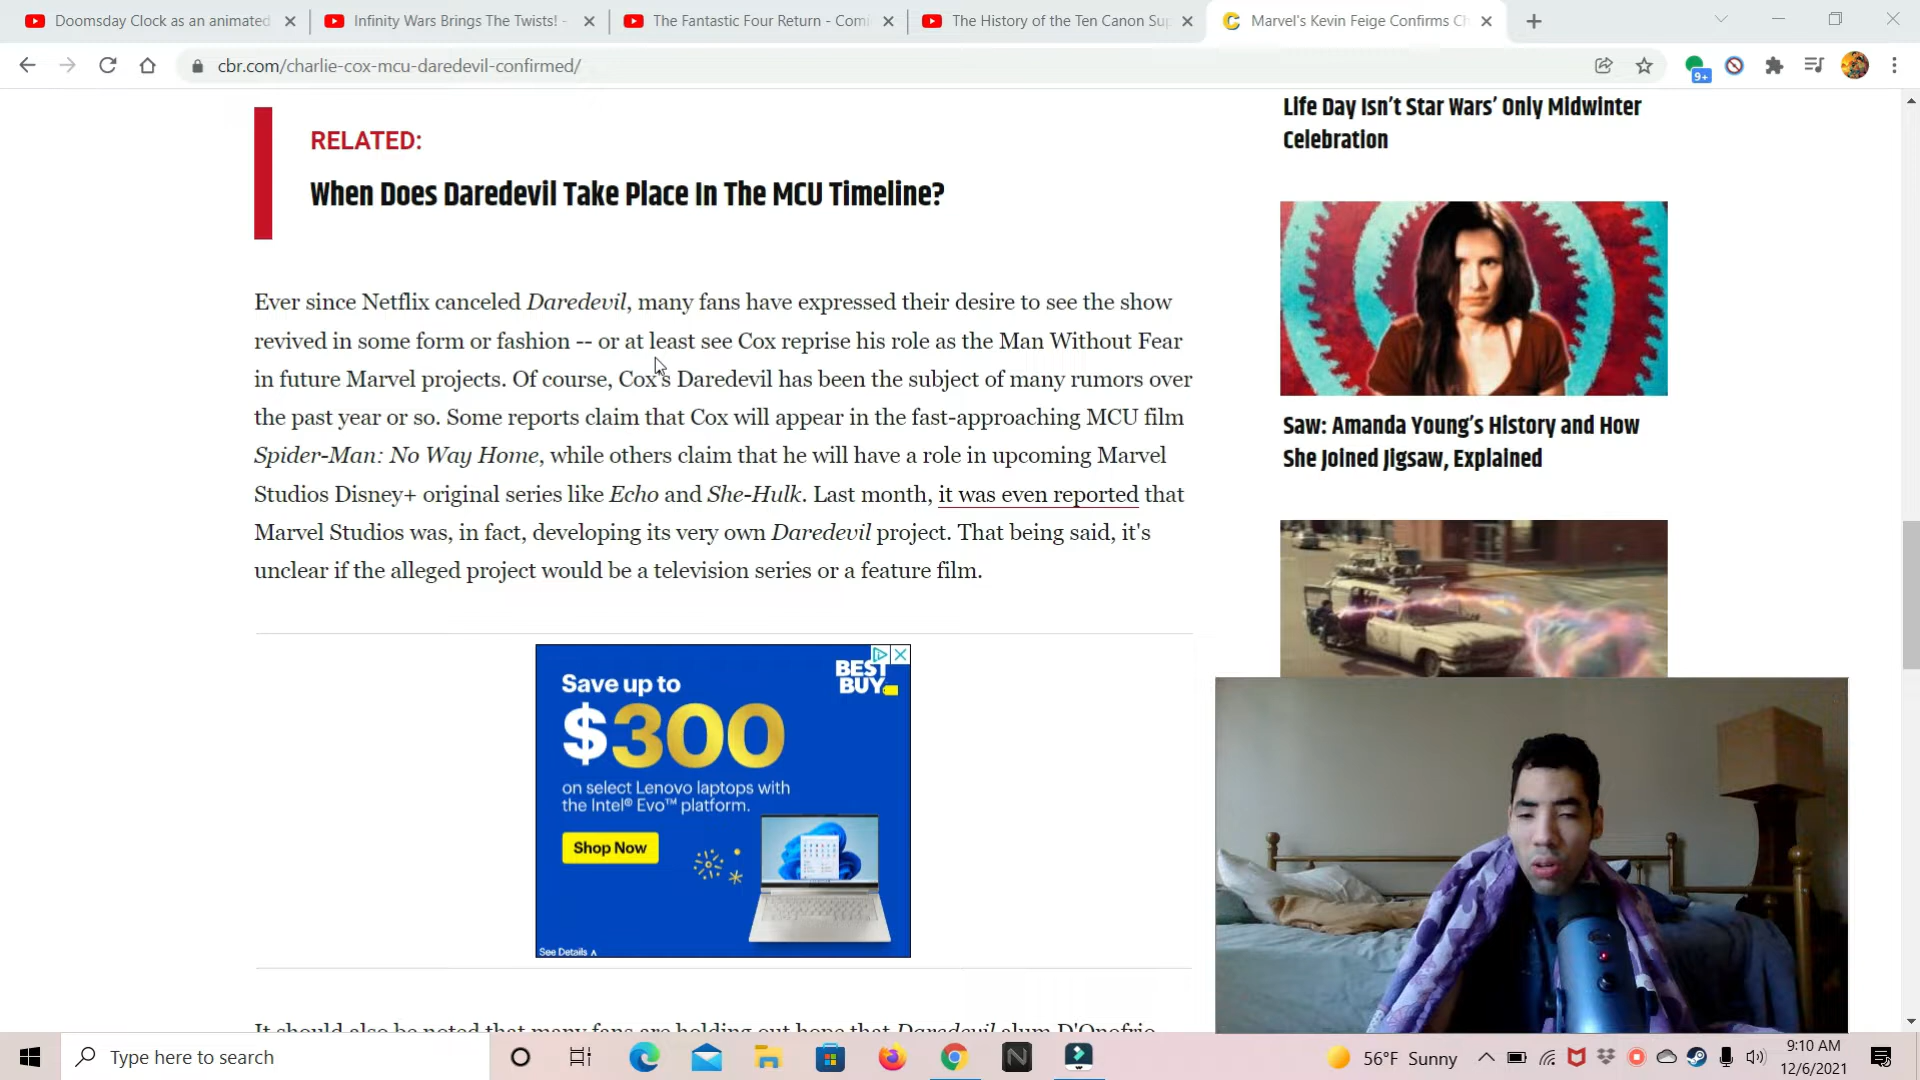 Doomsday Clock as an animated
Infinity Wars Brings The Twists! -
The Fantastic Four Return - Comi
The History of the Ten Canon Sup
Marvel's Kevin Feige Confirms Ch
cbr.com/charlie-cox-mcu-daredevil-confirmed/
9+
RELATED:
When Does Daredevil Take Place In The MCU Timeline?
Ever since Netflix canceled Daredevil, many fans have expressed their desire to see the show
revived in some form or fashion -- or at least see Cox reprise his role as the Man Without Fear
in future Marvel projects. Of course, Cox's Daredevil has been the subject of many rumors over
the past year or so. Some reports claim that Cox will appear in the fast-approaching MCU film
Spider-Man: No Way Home, while others claim that he will have a role in upcoming Marvel
Studios Disney+ original series like Echo and She-Hulk. Last month, it was even reported that
Marvel Studios was, in fact, developing its very own Daredevil project. That being said, it's
unclear if the alleged project would be a television series or a feature film.
Life Day Isn't Star Wars' Only Midwinter
Celebration
Saw: Amanda Young's History and How
She Joined Jigsaw, Explained
BEST
BUY
Save up to
$300
on select Lenovo laptops with
the Intel® Evo™ platform.
Shop Now
See Details
It should also be noted that many fans are holding out hope that Daredevil alum D'Onofrio
Type here to search
56°F Sunny
9:10 AM
12/6/2021